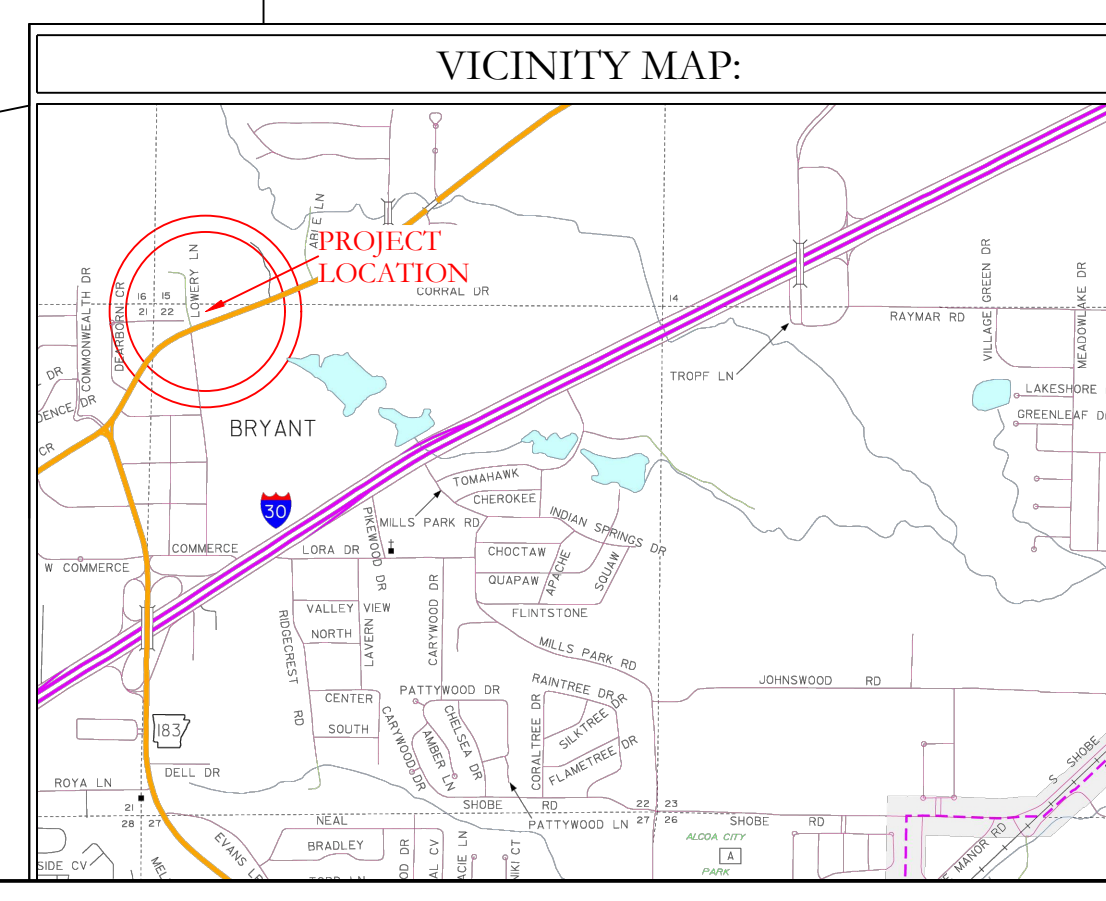 VICINITY MAP:
PROJECT
LOCATION
CORRAL DR
LOWERY LN
COMMONWEALTH DR
DEARBORN CR
16 15
21 22
14
RAYMAR RD
VILLAGE GREEN DR
MEADOWLAKE DR
TROPF LN
LAKESHORE
GREENLEAF
DR
DENCE DR
CR
BRYANT
30
TOMAHAWK
CHEROKEE
MILLS PARK RD
INDIAN SPRINGS DR
PIKEWOOD DR
COMMERCE
W COMMERCE
LORA DR
CHOCTAW
APACHE
SQUAW
QUAPAW
FLINTSTONE
VALLEY VIEW
NORTH
LAVERN
CARYWOOD DR
RIDGECREST RD
MILLS PARK RD
JOHNSWOOD RD
CENTER
SOUTH
PATTYWOOD DR
CARYWOOD DR
CHELSEA DR
AMBER LN
RAINTREE DR
CORALTREE DR
SILKTREE DR
FLAMETREE DR
183
DELL DR
ROYA LN
21
28 27
SHOBE RD
22 23
27 26
SHOBE RD
S SHOBE
NEAL
BRADLEY
PATTYWOOD LN
ALCOA CITY
A
PARK
MANOR RD
SIDE CV
EVANS
OD DR
AL CV
ACIE LN
NIKI CT